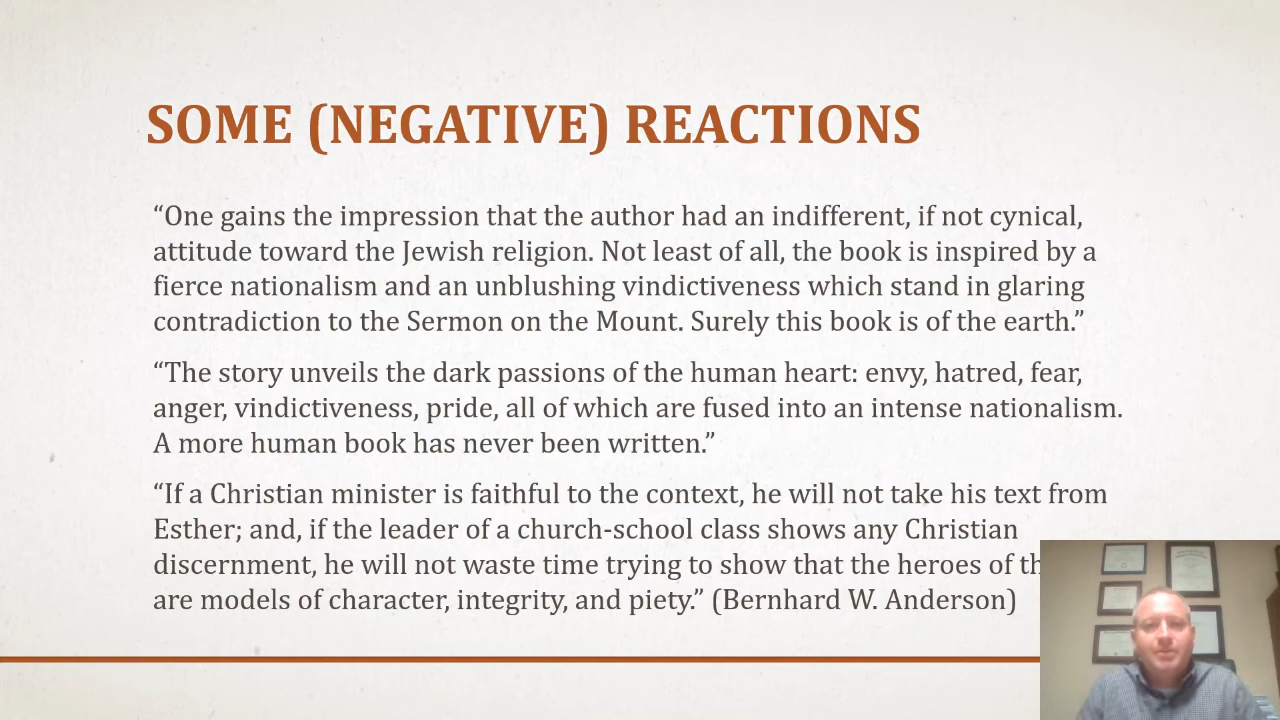 SOME (NEGATIVE) REACTIONS
“One gains the impression that the author had an indifferent, if not cynical,
attitude toward the Jewish religion. Not least of all, the book is inspired by a
fierce nationalism and an unblushing vindictiveness which stand in glaring
contradiction to the Sermon on the Mount. Surely this book is of the earth.”
“The story unveils the dark passions of the human heart: envy, hatred, fear,
anger, vindictiveness, pride, all of which are fused into an intense nationalism.
A more human book has never been written.”
“If a Christian minister is faithful to the context, he will not take his text from
Esther; and, if the leader of a church-school class shows any Christian
discernment, he will not waste time trying to show that the heroes of
are models of character, integrity, and piety.” (Bernhard W. Anderson)